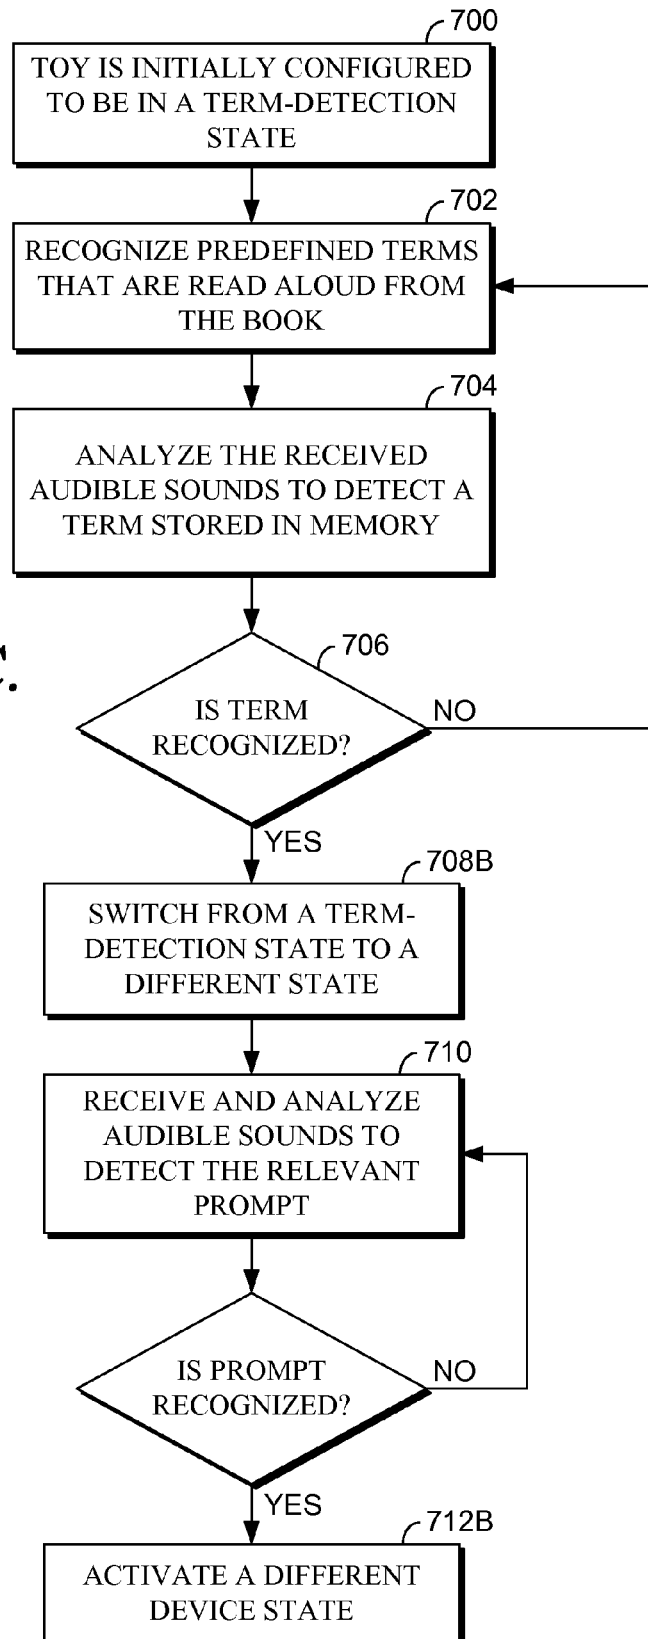 700
TOY IS INITIALLY CONFIGURED
TO BE IN A TERM-DETECTION
STATE
702
RECOGNIZE PREDEFINED TERMS
THAT ARE READ ALOUD FROM
THE BOOK
704
ANALYZE THE RECEIVED
AUDIBLE SOUNDS TO DETECT A
TERM STORED IN MEMORY
706
IS TERM
RECOGNIZED?
NO
YES
708B
SWITCH FROM A TERM-
DETECTION STATE TO A
DIFFERENT STATE
710
RECEIVE AND ANALYZE
AUDIBLE SOUNDS TO
DETECT THE RELEVANT
PROMPT
IS PROMPT
RECOGNIZED?
NO
YES
712B
ACTIVATE A DIFFERENT
DEVICE STATE